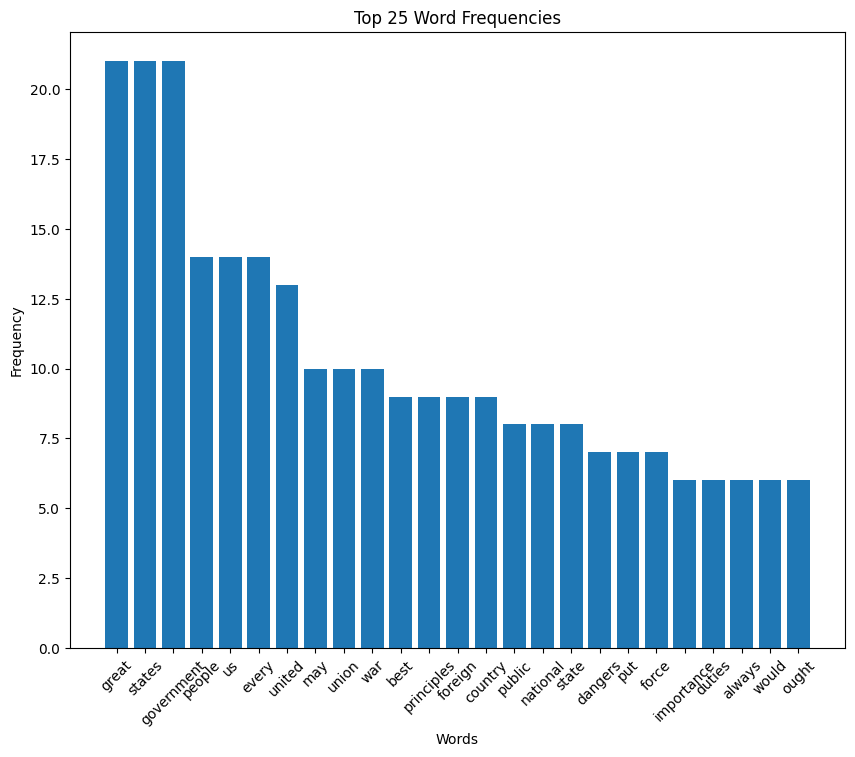 Top 25 Word Frequencies
20.0
17.5
15.0
12.5
10.0
7.5
5.0
2.5
0.0
Frequency
great
states
government
people
us
every
united
may
union
war
best
principles
foreign
country
public
national
state
dangers
put
force
importance
duties
always
would
ought
Words